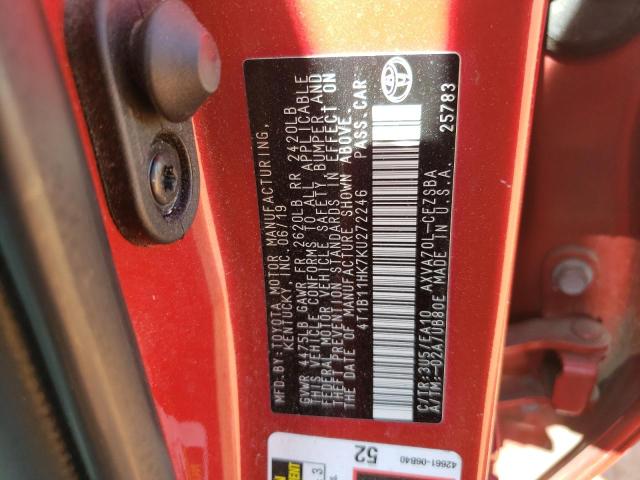 MFD.BY:TOYOTA MOTOR MANUFACTURING,
KENTUCKY, INC. 06/19
GVWR 4475LB GAWR FR 2620LB RR 2420LB
THIS VEHICLE CONFORMS TO ALL APPLICABLE
FEDERAL MOTOR VEHICLE SAFETY, BUMPER, AND
THEFT PREVENTION STANDARDS IN EFFECT ON
THE DATE OF MANUFACTURE SHOWN ABOVE.
4T1B11HK7KU272246 PASS.CAR
C/TR:3U5/EA10 AXVA70L-CEZSBA
A/TM:-02A/UB80E MADE IN U.S.A.
25783
52
42661-06B40